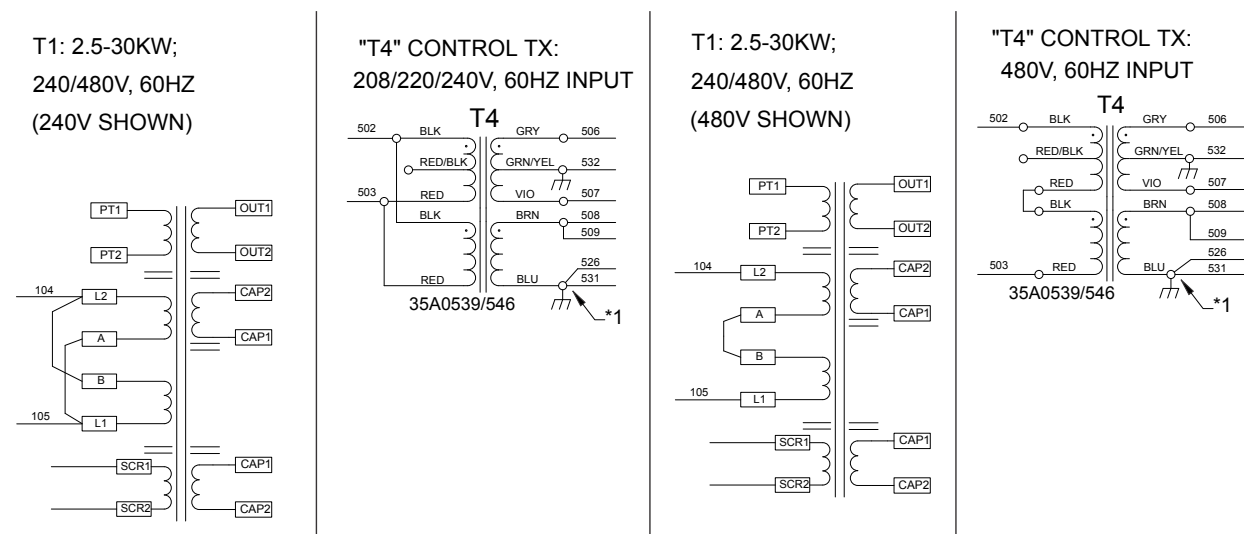 T1: 2.5-30KW;
240/480V, 60HZ
(240V SHOWN)
PT1
OUT1
PT2
OUT2
104
L2
CAP2
A
CAP1
B
105
L1
SCR1
CAP1
SCR2
CAP2
"T4" CONTROL TX:
208/220/240V, 60HZ INPUT
T4
502
BLK
GRY
506
RED/BLK
GRN/YEL
532
503
RED
VIO
507
BLK
BRN
508
509
526
RED
BLU
531
35A0539/546
*1
T1: 2.5-30KW;
240/480V, 60HZ
(480V SHOWN)
PT1
OUT1
PT2
OUT2
104
L2
CAP2
A
CAP1
B
105
L1
SCR1
CAP1
SCR2
CAP2
"T4" CONTROL TX:
480V, 60HZ INPUT
T4
502
BLK
GRY
506
RED/BLK
GRN/YEL
532
RED
VIO
507
BLK
BRN
508
509
526
503
RED
BLU
531
35A0539/546
*1